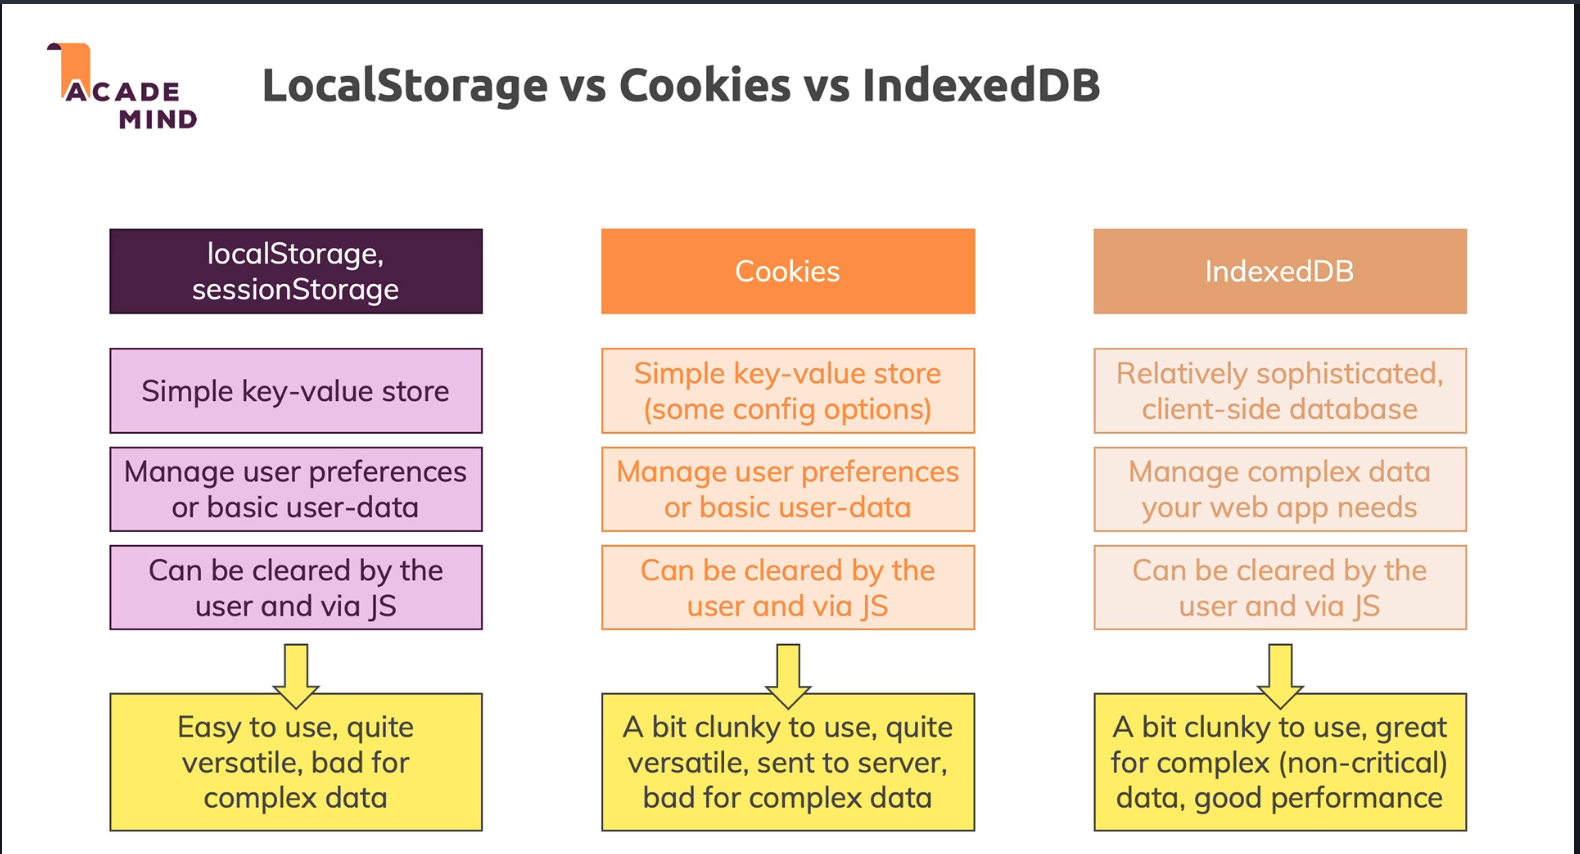 ACADE
MIND
LocalStorage vs Cookies vs IndexedDB
localStorage,
sessionStorage
Simple key-value store
Manage user preferences
or basic user-data
Can be cleared by the
user and via JS
Easy to use, quite
versatile, bad for
complex data
Cookies
Simple key-value store
(some config options)
Manage user preferences
or basic user-data
Can be cleared by the
user and via JS
A bit clunky to use, quite
versatile, sent to server,
bad for complex data
IndexedDB
Relatively sophisticated,
client-side database
Manage complex data
your web app needs
Can be cleared by the
user and via JS
A bit clunky to use, great
for complex (non-critical)
data, good performance